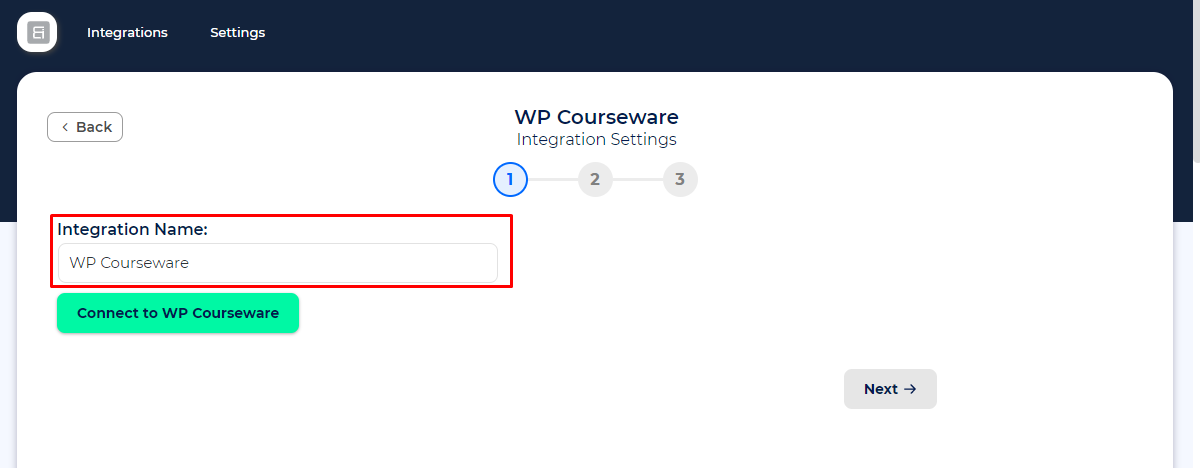 Integrations Settings
Back
WP Courseware
Integration Settings
1 2 3
Integration Name:
WP Courseware
Connect to WP Courseware
Next →